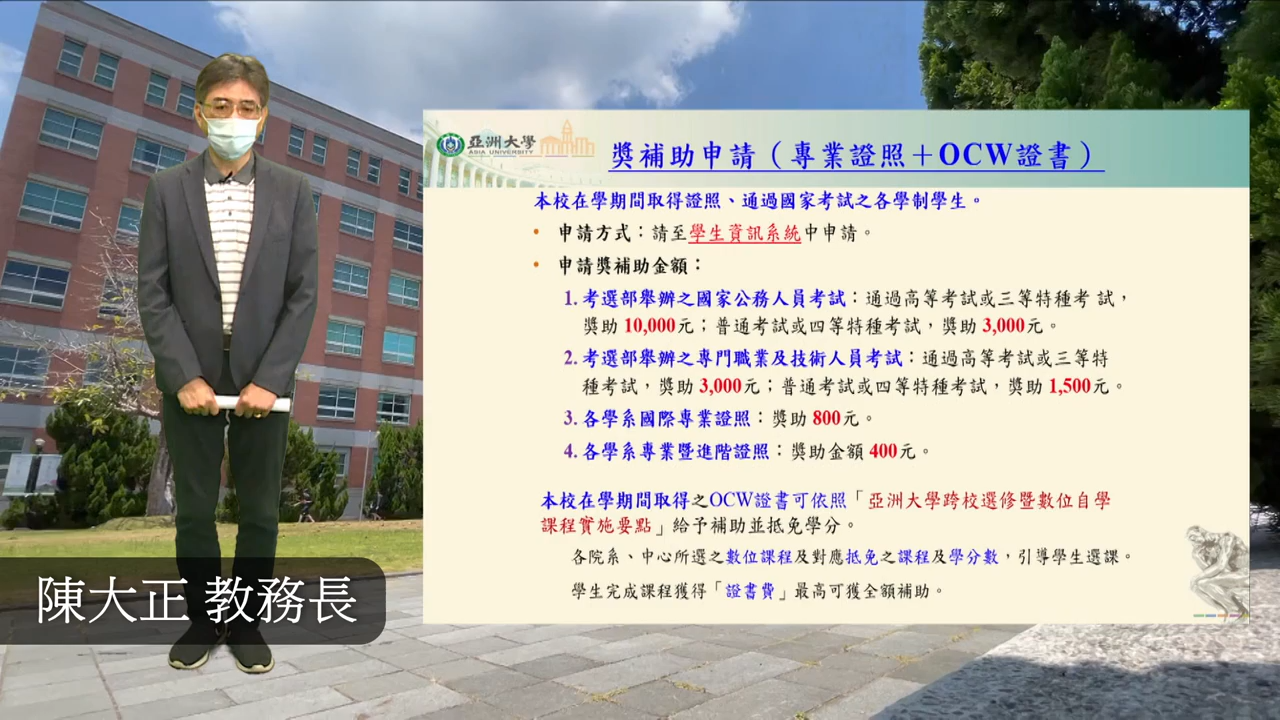 亞洲大學
ASIA UNIVERSITY
獎補助申請（專業證照＋OCW證書）
本校在學期間取得證照、通過國家考試之各學制學生。
• 申請方式：請至學生資訊系統中申請。
• 申請獎補助金額：
1. 考選部舉辦之國家公務人員考試：通過高等考試或三等特種考 試，
獎助 10,000元；普通考試或四等特種考試，獎助 3,000元。
2. 考選部舉辦之專門職業及技術人員考試：通過高等考試或三等特
種考試，獎助 3,000元；普通考試或四等特種考試，獎助 1,500元。
3. 各學系國際專業證照：獎助 800元。
4. 各學系專業暨進階證照：獎助金額 400元。
本校在學期間取得之OCW證書可依照「亞洲大學跨校選修暨數位自學
課程實施要點」給予補助並抵免學分。
各院系、中心所選之數位課程及對應抵免之課程及學分數，引導學生選課。
學生完成課程獲得「證書費」最高可獲全額補助。
陳大正 教務長